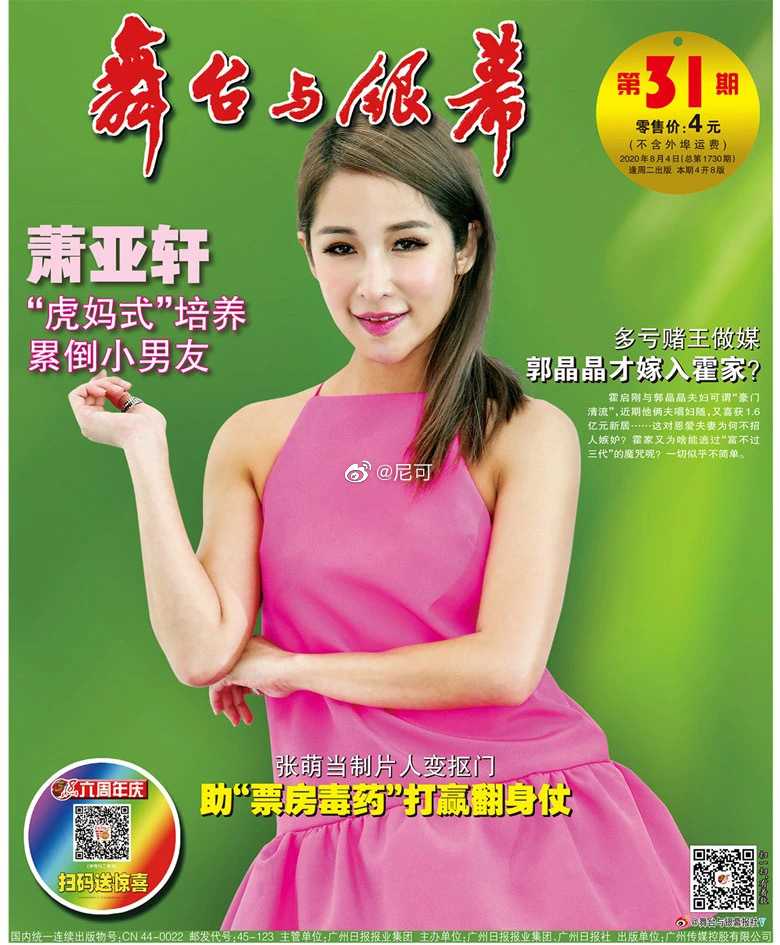 舞台与银幕
第31期
零售价:4元
(不含外埠运费)
2020年8月4日(总第1730期)
逢周二出版 本期4开8版
萧亚轩
“虎妈式”培养
累倒小男友
多亏赌王做媒
郭晶晶才嫁入霍家?
霍启刚与郭晶晶夫妇可谓“豪门
清流”,近期他俩夫唱妇随,又喜获1.6
亿元新居……这对恩爱夫妻为何不招
人嫉妒?霍家又为啥能逃过“富不过
三代”的魔咒呢?一切似乎不简单。
@尼可
张萌当制片人变抠门
助“票房毒药”打赢翻身仗
六周年庆
扫码送惊喜
@舞台与银幕报社
国内统一连续出版物号:CN 44-0022 邮发代号:45-123 主管单位:广州日报报业集团 主办单位:广州日报报业集团、广州日报社 出版单位:广州传媒控股有限公司